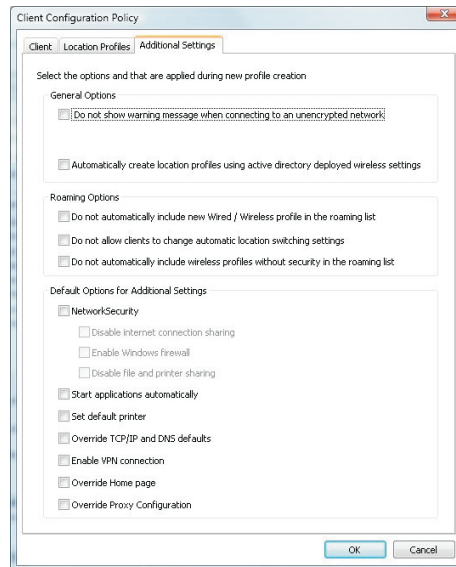 Client Configuration Policy
Client
Location Profiles
Additional Settings
Select the options and that are applied during new profile creation
General Options
Do not show warning message when connecting to an unencrypted network
Automatically create location profiles using active directory deployed wireless settings
Roaming Options
Do not automatically include new Wired / Wireless profile in the roaming list
Do not allow clients to change automatic location switching settings
Do not automatically include wireless profiles without security in the roaming list
Default Options for Additional Settings
NetworkSecurity
Disable internet connection sharing
Enable Windows firewall
Disable file and printer sharing
Start applications automatically
Set default printer
Override TCP/IP and DNS defaults
Enable VPN connection
Override Home page
Override Proxy Configuration
OK
Cancel